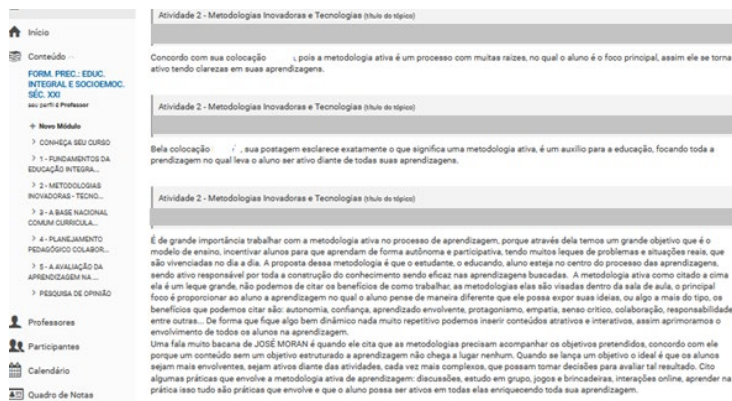 Início
Conteúdo
FORM. PREC.: EDUC.
INTEGRAL E SOCIOEMOC.
SÉC. XXI
seu perfil é Professor
+ Novo Módulo
> CONHEÇA SEU CURSO
> 1 - FUNDAMENTOS DA
EDUCAÇÃO INTEGRA...
> 2 - METODOLOGIAS
INOVADORAS - TECNO...
> 3 - A BASE NACIONAL
COMUM CURRICULA...
> 4 - PLANEJAMENTO
PEDAGÓGICO COLABOR...
> 5 - A AVALIAÇÃO DA
APRENDIZAGEM NA ...
> PESQUISA DE OPINIÃO
Professores
Participantes
Calendário
Quadro de Notas
Atividade 2 - Metodologias Inovadoras e Tecnologias (título do tópico)
Concordo com sua colocação , pois a metodologia ativa é um processo com muitas raizes, no qual o aluno é o foco principal, assim ele se torna
ativo tendo clarezas em suas aprendizagens.
Atividade 2 - Metodologias Inovadoras e Tecnologias (título do tópico)
Bela colocação , sua postagem esclarece exatamente o que significa uma metodologia ativa, é um auxilio para a educação, focando toda a
prendizagem no qual leva o aluno ser ativo diante de todas suas aprendizagens.
Atividade 2 - Metodologias Inovadoras e Tecnologias (título do tópico)
É de grande importância trabalhar com a metodologia ativa no processo de aprendizagem, porque através dela temos um grande objetivo que é o
modelo de ensino, incentivar alunos para que aprendam de forma autônoma e participativa, tendo muitos leques de problemas e situações reais, que
são vivenciadas no dia a dia. A proposta dessa metodologia é que o estudante, o educando, aluno esteja no centro do processo das aprendizagens,
sendo ativo responsável por toda a construção do conhecimento sendo eficaz nas aprendizagens buscadas. A metodologia ativa como citado a cima
ela é um leque grande, não podemos de citar os benefícios de como trabalhar, as metodologias elas são visadas dentro da sala de aula, o principal
foco é proporcionar ao aluno a aprendizagem no qual o aluno pense de maneira diferente que ele possa expor suas ideias, ou algo a mais do tipo, os
benefícios que podemos citar são: autonomia, confiança, aprendizado envolvente, protagonismo, empatia, senso crítico, colaboração, responsabilidade
entre outras... De forma que fique algo bem dinâmico nada muito repetitivo podemos inserir conteúdos atrativos e interativos, assim aprimoramos o
envolvimento de todos os alunos na aprendizagem.
Uma fala muito bacana de JOSÉ MORAN é quando ele cita que as metodologias precisam acompanhar os objetivos pretendidos, concordo com ele
porque um conteúdo sem um objetivo estruturado a aprendizagem não chega a lugar nenhum. Quando se lança um objetivo o ideal é que os alunos
sejam mais envolventes, sejam ativos diante das atividades, cada vez mais complexos, que possam tomar decisões para avaliar tal resultado. Cito
algumas práticas que envolve a metodologia ativa de aprendizagem: discussões, estudo em grupo, jogos e brincadeiras, interações online, aprender na
prática isso tudo são práticas que envolve e que o aluno possa ser ativos em todas elas enriquecendo toda sua aprendizagem.